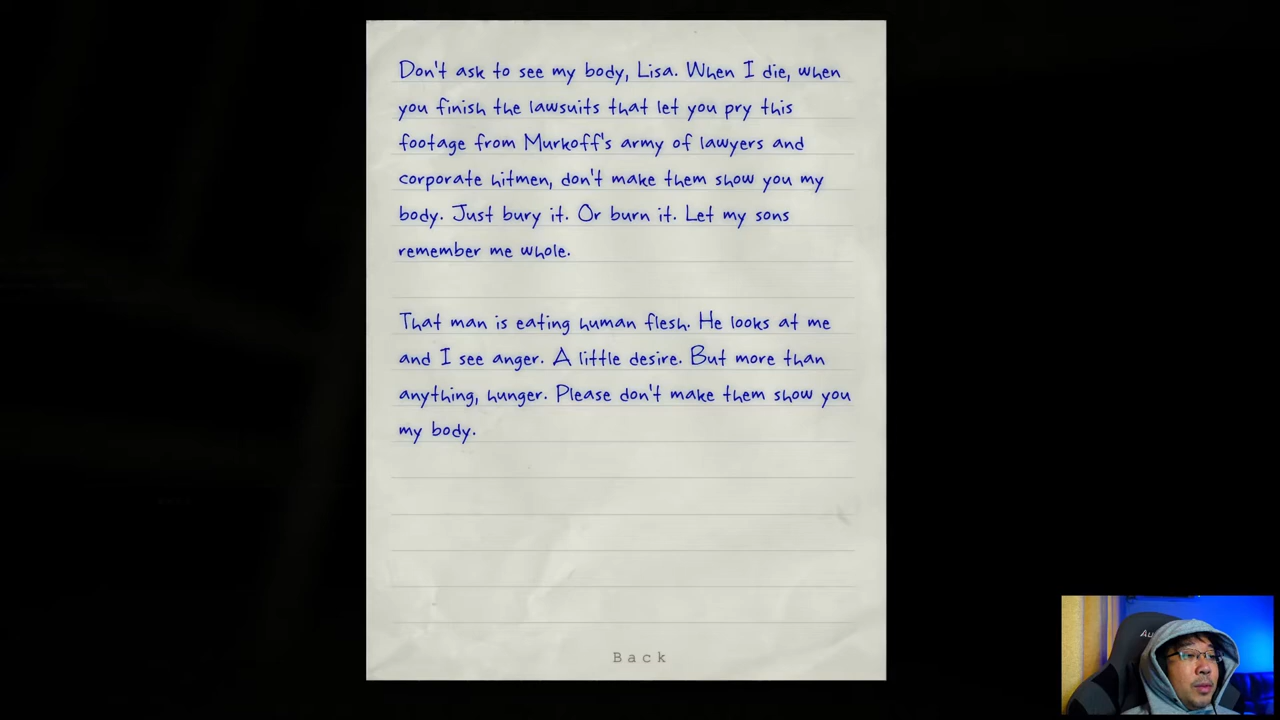 Don't ask to see my body, Lisa. When I die, when
you finish the lawsuits that let you pry this
footage from Murkoff's army of lawyers and
corporate hitmen, don't make them show you my
body. Just bury it. Or burn it. Let my sons
remember me whole.
That man is eating human flesh. He looks at me
and I see anger. A little desire. But more than
anything, hunger. Please don't make them show you
my body.
Back